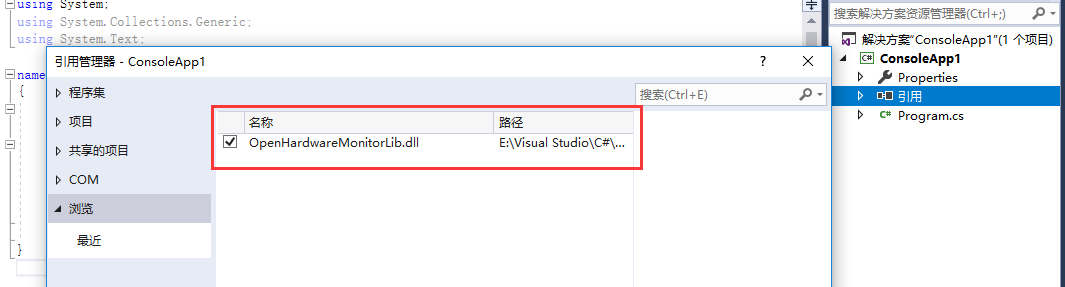 using System;
using System.Collections.Generic;
using System.Text;
name
{
}
引用管理器 - ConsoleApp1
?
程序集
项目
共享的项目
COM
浏览
最近
搜索(Ctrl+E)
名称 路径
OpenHardwareMonitorLib.dll E:\Visual Studio\C#\...
搜索解决方案资源管理器(Ctrl+;)
解决方案"ConsoleApp1"(1 个项目)
C# ConsoleApp1
Properties
引用
C# Program.cs